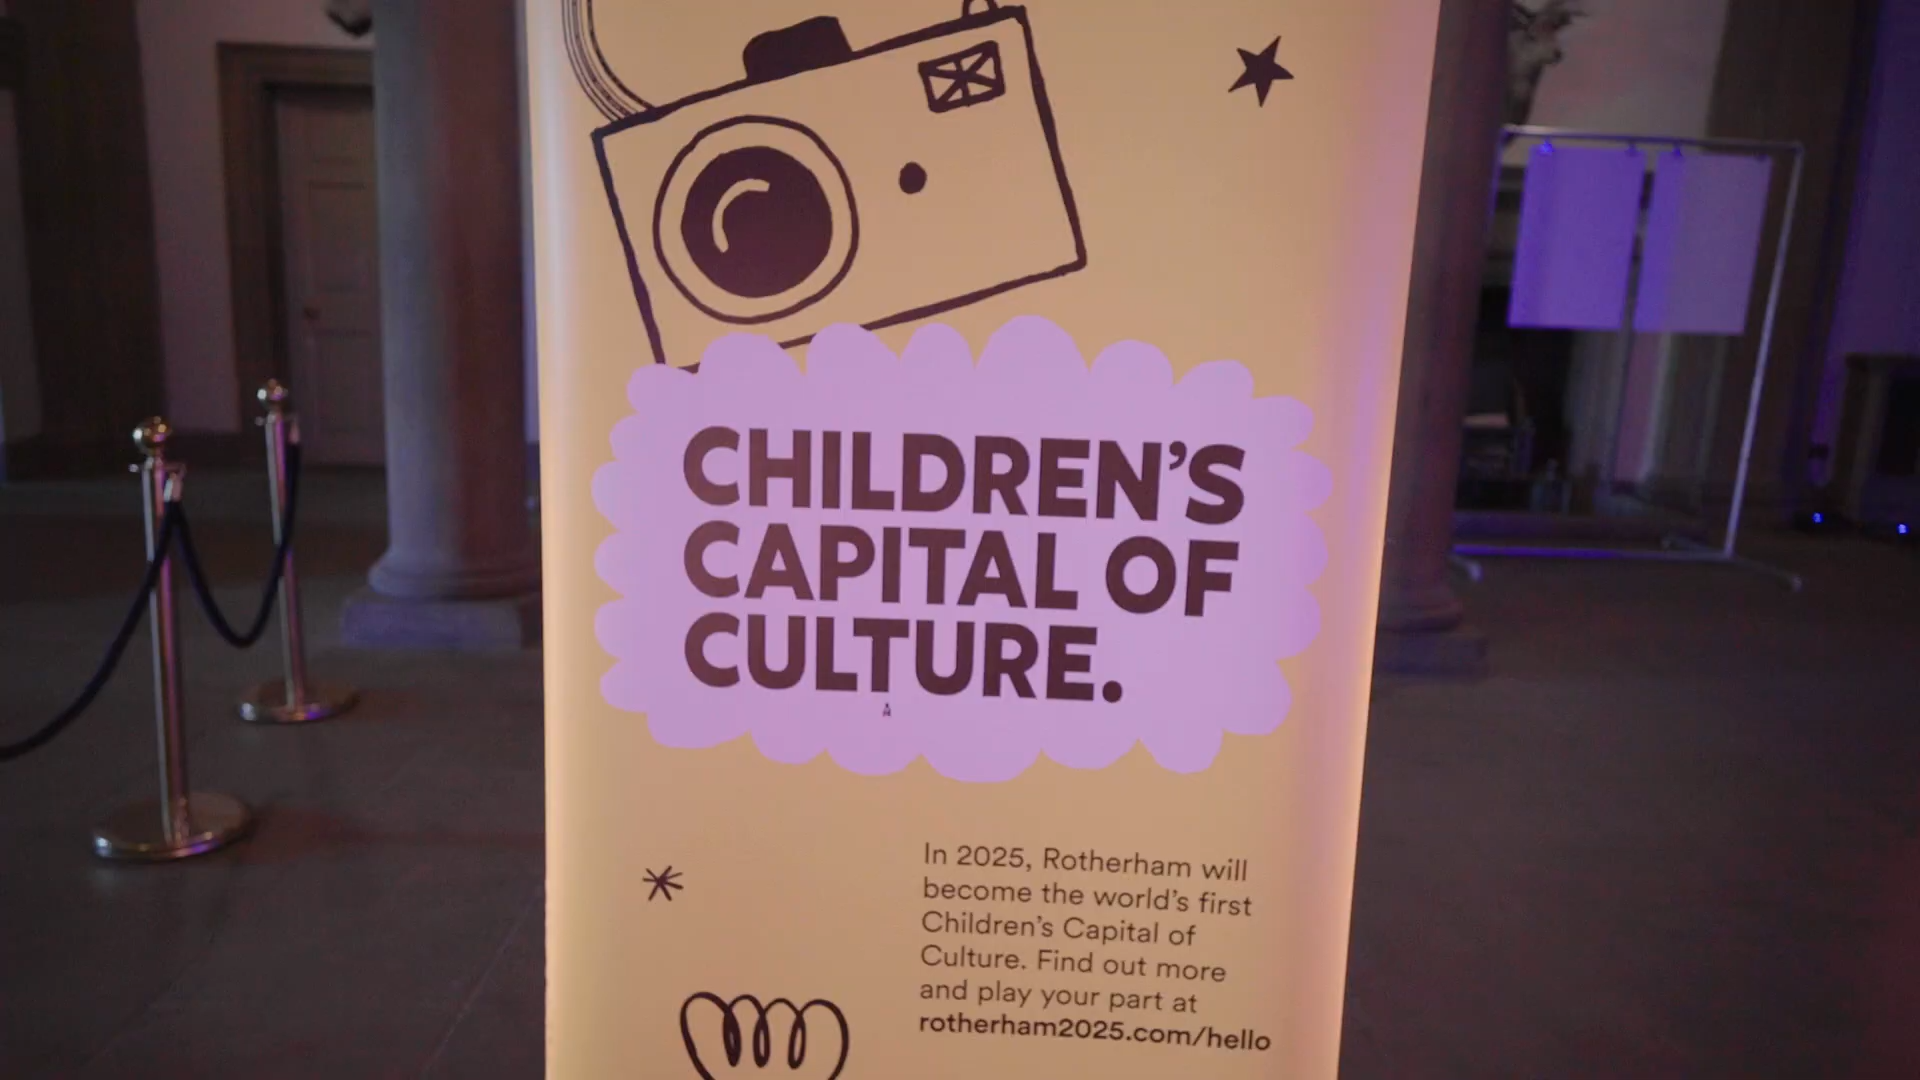 CHILDREN'S
CAPITAL OF
CULTURE.
In 2025, Rotherham will
become the world's first
Children's Capital of
Culture. Find out more
and play your part at
rotherham2025.com/hello